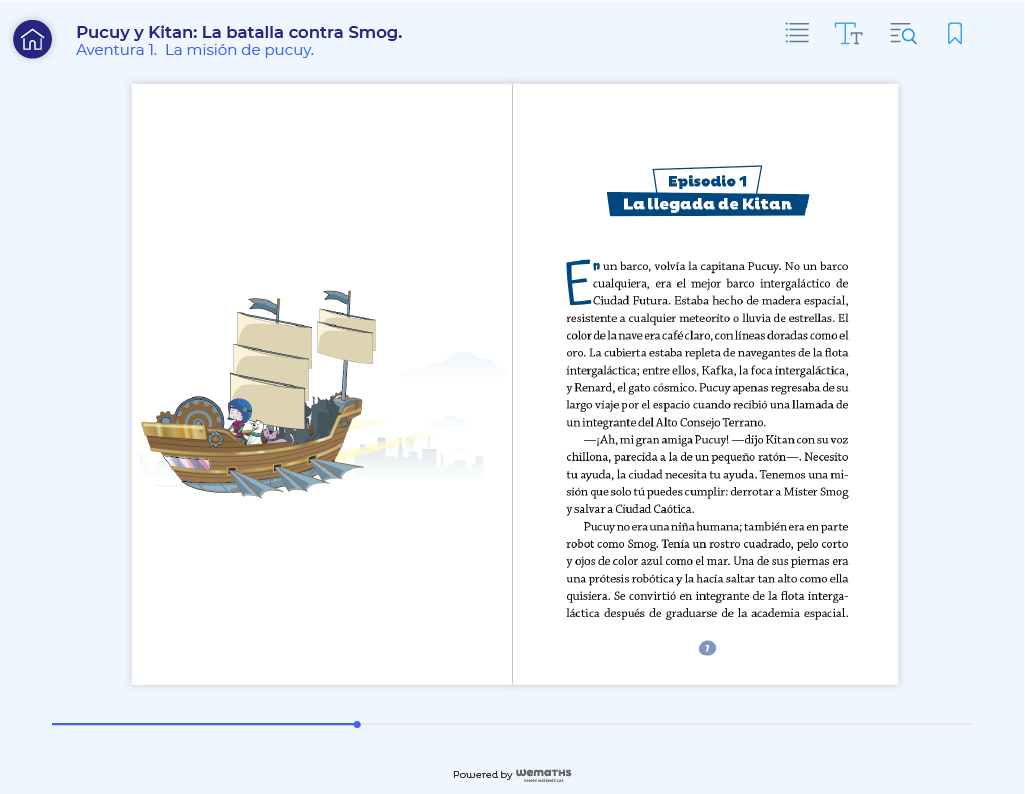 Pucuy y Kitan: La batalla contra Smog.
Aventura 1. La misión de pucuy.
Episodio 1
La llegada de Kitan
En un barco, volvía la capitana Pucuy. No un barco
cualquiera, era el mejor barco intergaláctico de
Ciudad Futura. Estaba hecho de madera espacial,
resistente a cualquier meteorito o lluvia de estrellas. El
color de la nave era café claro, con líneas doradas como el
oro. La cubierta estaba repleta de navegantes de la flota
intergaláctica; entre ellos, Kafka, la foca intergaláctica,
y Renard, el gato cósmico. Pucuy apenas regresaba de su
largo viaje por el espacio cuando recibió una llamada de
un integrante del Alto Consejo Terrano.
—¡Ah, mi gran amiga Pucuy! —dijo Kitan con su voz
chillona, parecida a la de un pequeño ratón—. Necesito
tu ayuda, la ciudad necesita tu ayuda. Tenemos una mi-
sión que solo tú puedes cumplir: derrotar a Míster Smog
y salvar a Ciudad Caótica.
Pucuy no era una niña humana; también era en parte
robot como Smog. Tenía un rostro cuadrado, pelo corto
y ojos de color azul como el mar. Una de sus piernas era
una prótesis robótica y la hacía saltar tan alto como ella
quisiera. Se convirtió en integrante de la flota interga-
láctica después de graduarse de la academia espacial.
7
Powered by wemaths
SOMOS MATEMÁTICAS